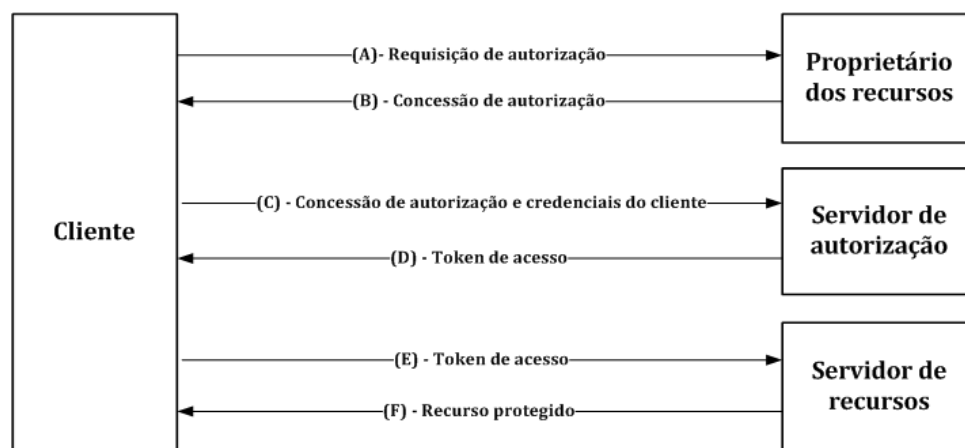 (A)- Requisição de autorização
Proprietário
dos recursos
(B) - Concessão de autorização
Cliente
(C) - Concessão de autorização e credenciais do cliente
Servidor de
autorização
(D) - Token de acesso
(E) - Token de acesso
Servidor de
recursos
(F) - Recurso protegido